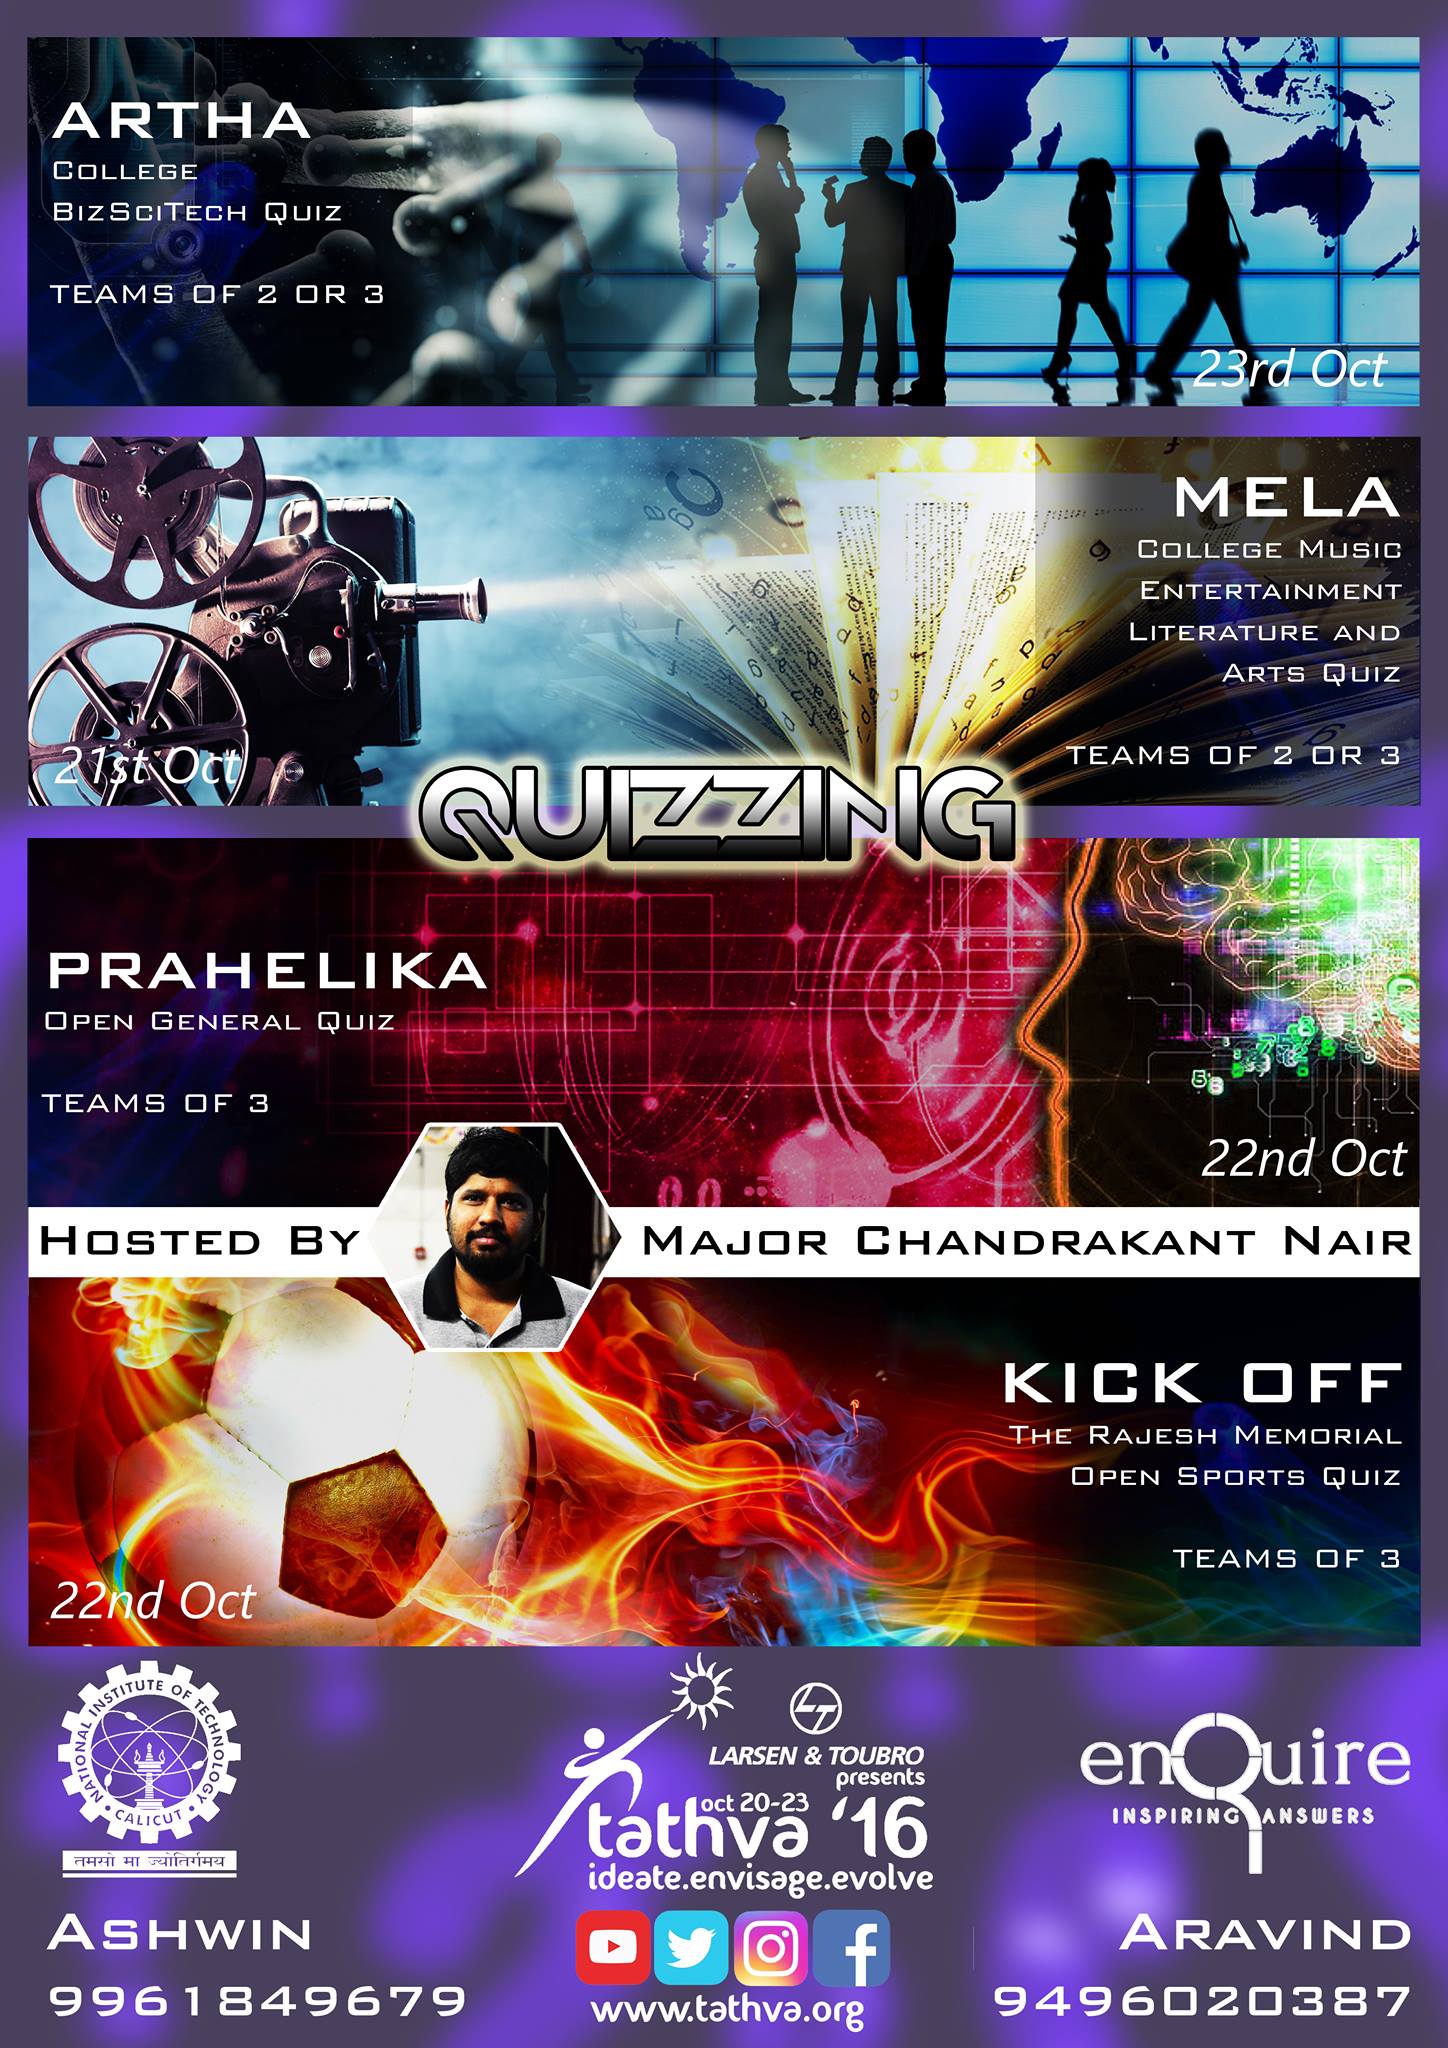 ARTHA
COLLEGE
BIZSCITECH QUIZ
TEAMS OF 2 OR 3
23rd Oct
MELA
COLLEGE MUSIC
ENTERTAINMENT
LITERATURE AND
ARTS QUIZ
TEAMS OF 2 OR 3
21st Oct
QUIZZING
PRAHELIKA
OPEN GENERAL QUIZ
TEAMS OF 3
22nd Oct
HOSTED BY MAJOR CHANDRAKANT NAIR
KICK OFF
THE RAJESH MEMORIAL
OPEN SPORTS QUIZ
TEAMS OF 3
22nd Oct
NATIONAL INSTITUTE OF TECHNOLOGY
CALICUT
तमसो मा ज्योतिर्गमय
LT
LARSEN & TOUBRO
presents
oct 20-23
tathva '16
ideate.envisage.evolve
enQuire
INSPIRING ANSWERS
ASHWIN
9961849679
www.tathva.org
ARAVIND
9496020387